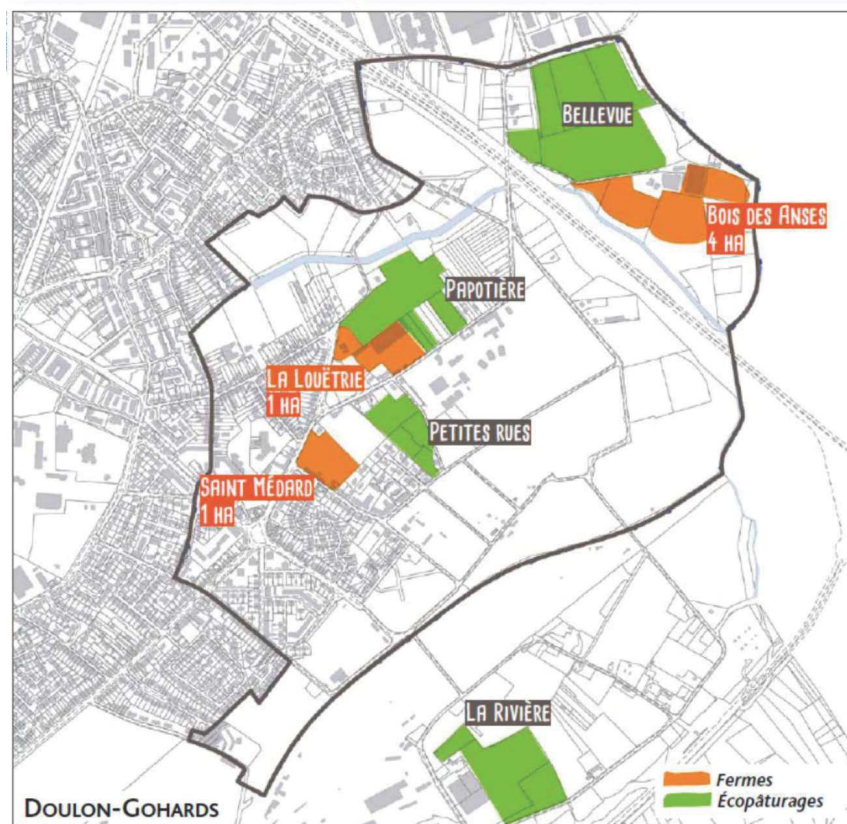 BELLEVUE
BOIS DES ANSES
4 HA
PAPOTIÈRE
LA LOUËTRIE
1 HA
PETITES RUES
SAINT MÉDARD
1 HA
LA RIVIÈRE
Fermes
Écopâturages
DOULON-GOHARDS